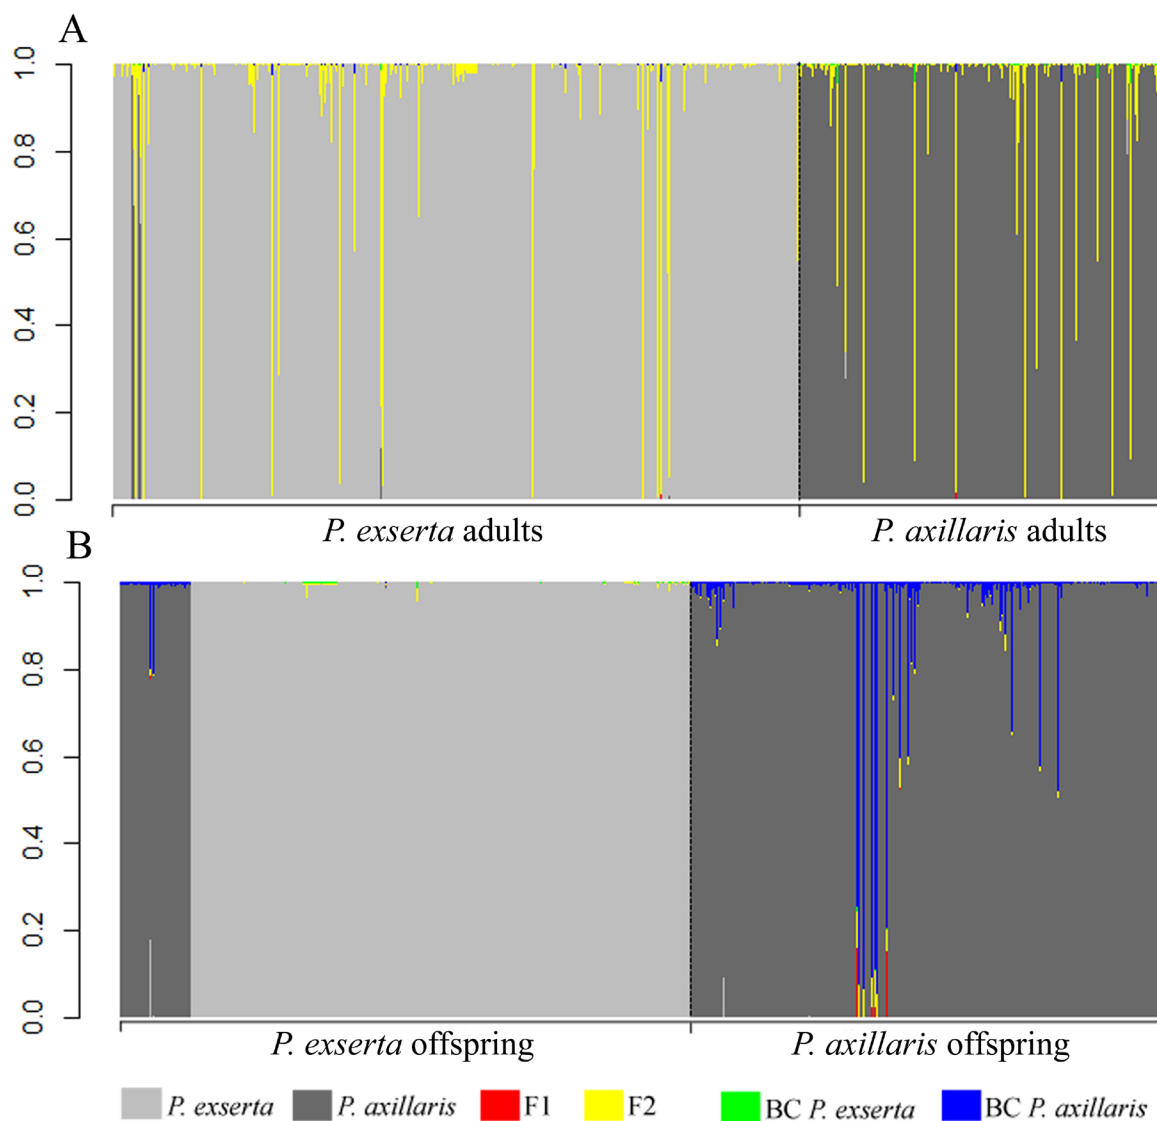 A
1.0
0.8
0.6
0.4
0.2
0.0
P. exserta adults P. axillaris adults
B
1.0
0.8
0.6
0.4
0.2
0.0
P. exserta offspring P. axillaris offspring
P. exserta P. axillaris F1 F2 BC P. exserta BC P. axillaris